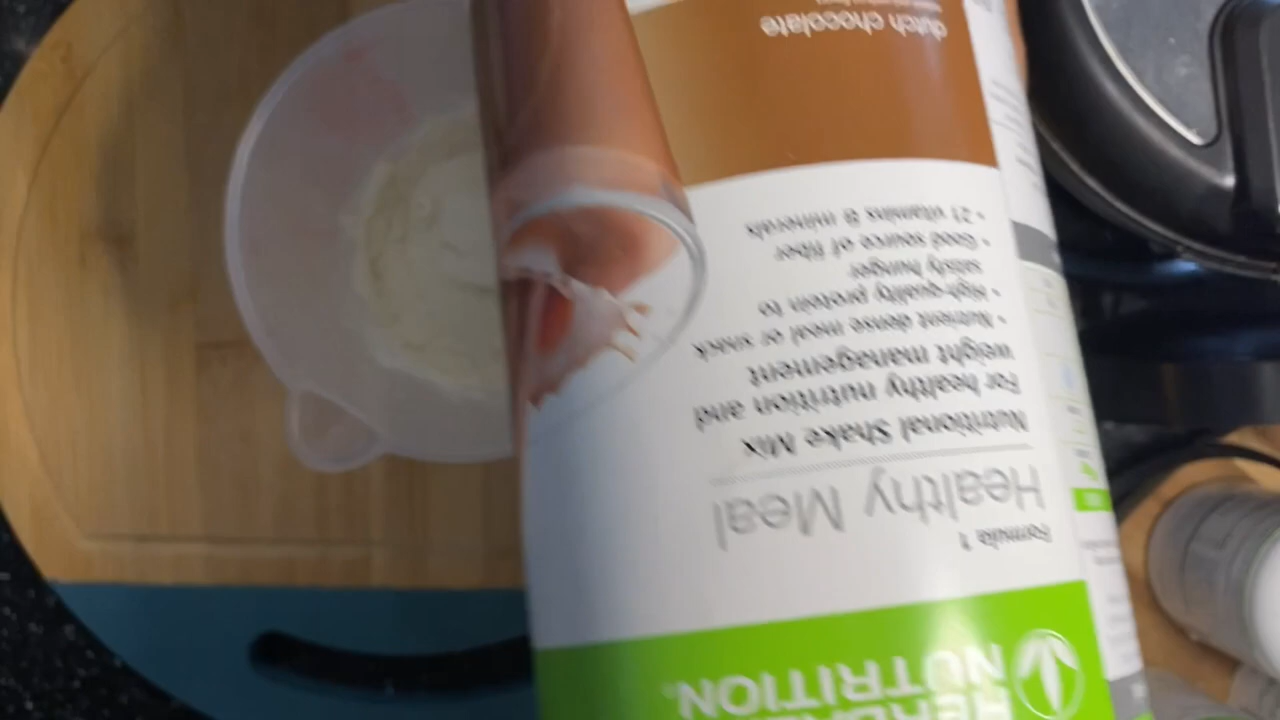 HERBALIFE
NUTRITION.
Formula 1
Healthy Meal
Nutritional Shake Mix
For healthy nutrition and
weight management
• Nutrient dense meal or snack
• High-quality protein to
satisfy hunger
• Good source of fiber
• 21 vitamins & minerals
dutch chocolate